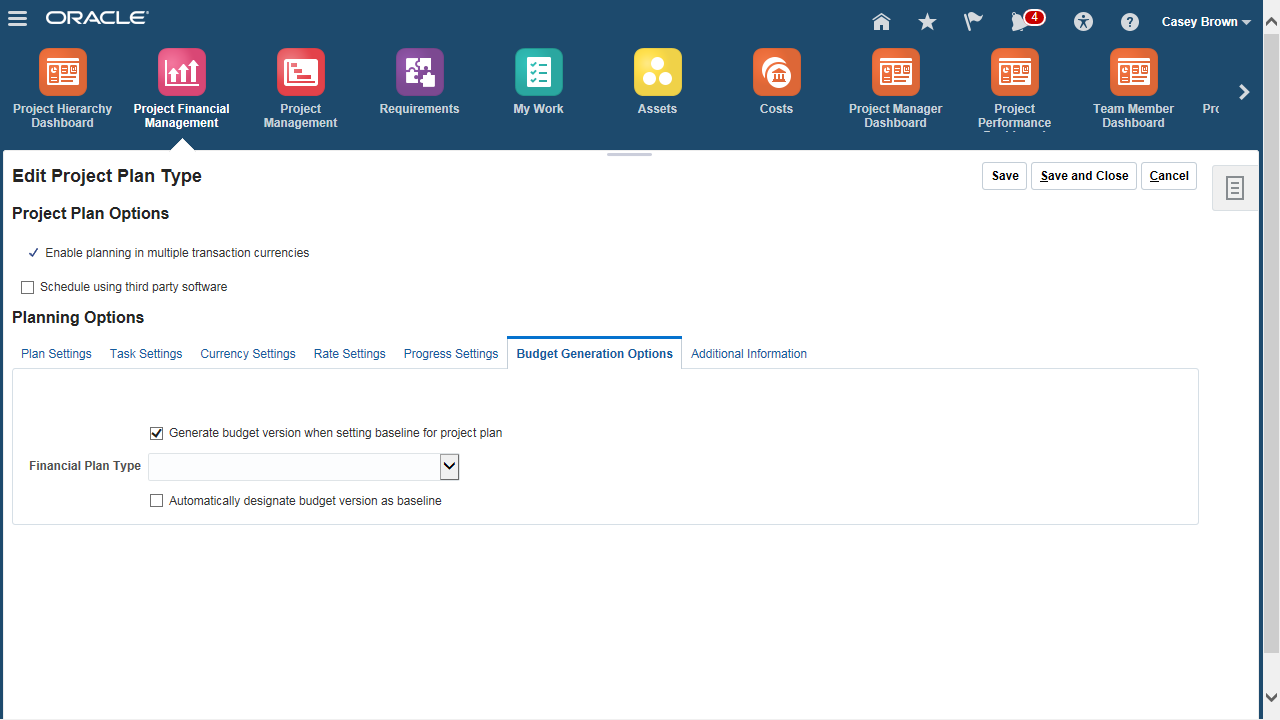 ORACLE
4
Casey Brown
Project Hierarchy
Dashboard
Project Financial
Management
Project
Management
Requirements
My Work
Assets
Costs
Project Manager
Dashboard
Project
Performance
Team Member
Dashboard
Edit Project Plan Type
Save
Save and Close
Cancel
Project Plan Options
Enable planning in multiple transaction currencies
Schedule using third party software
Planning Options
Plan Settings
Task Settings
Currency Settings
Rate Settings
Progress Settings
Budget Generation Options
Additional Information
Generate budget version when setting baseline for project plan
Financial Plan Type
Automatically designate budget version as baseline